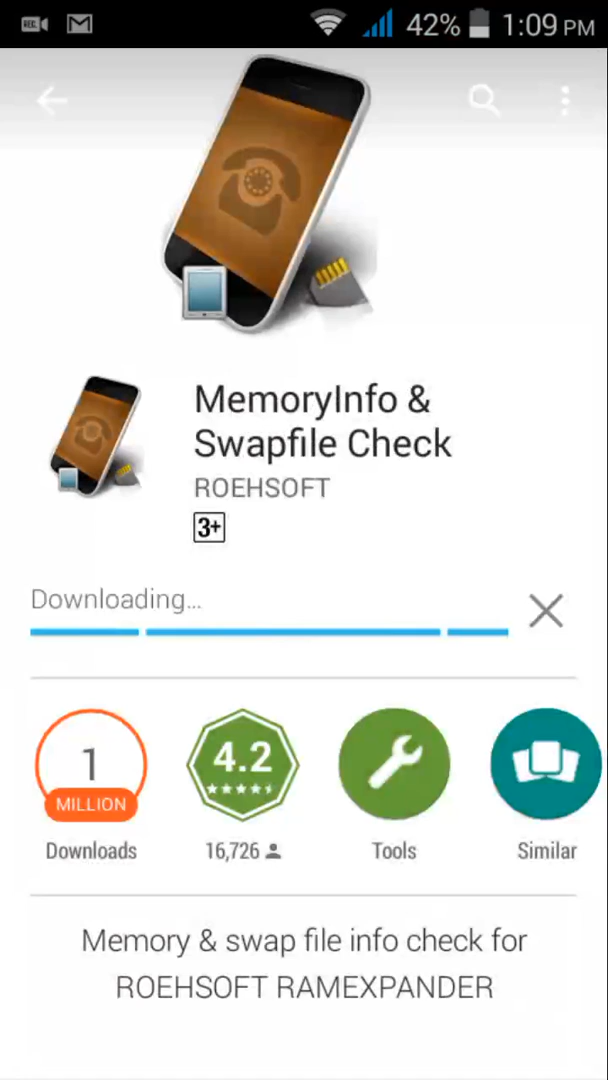 REC
42% 1:09 PM
MemoryInfo &
Swapfile Check
ROEHSOFT
3+
Downloading...
1
MILLION
4.2
Downloads
16,726
Tools
Similar
Memory & swap file info check for
ROEHSOFT RAMEXPANDER